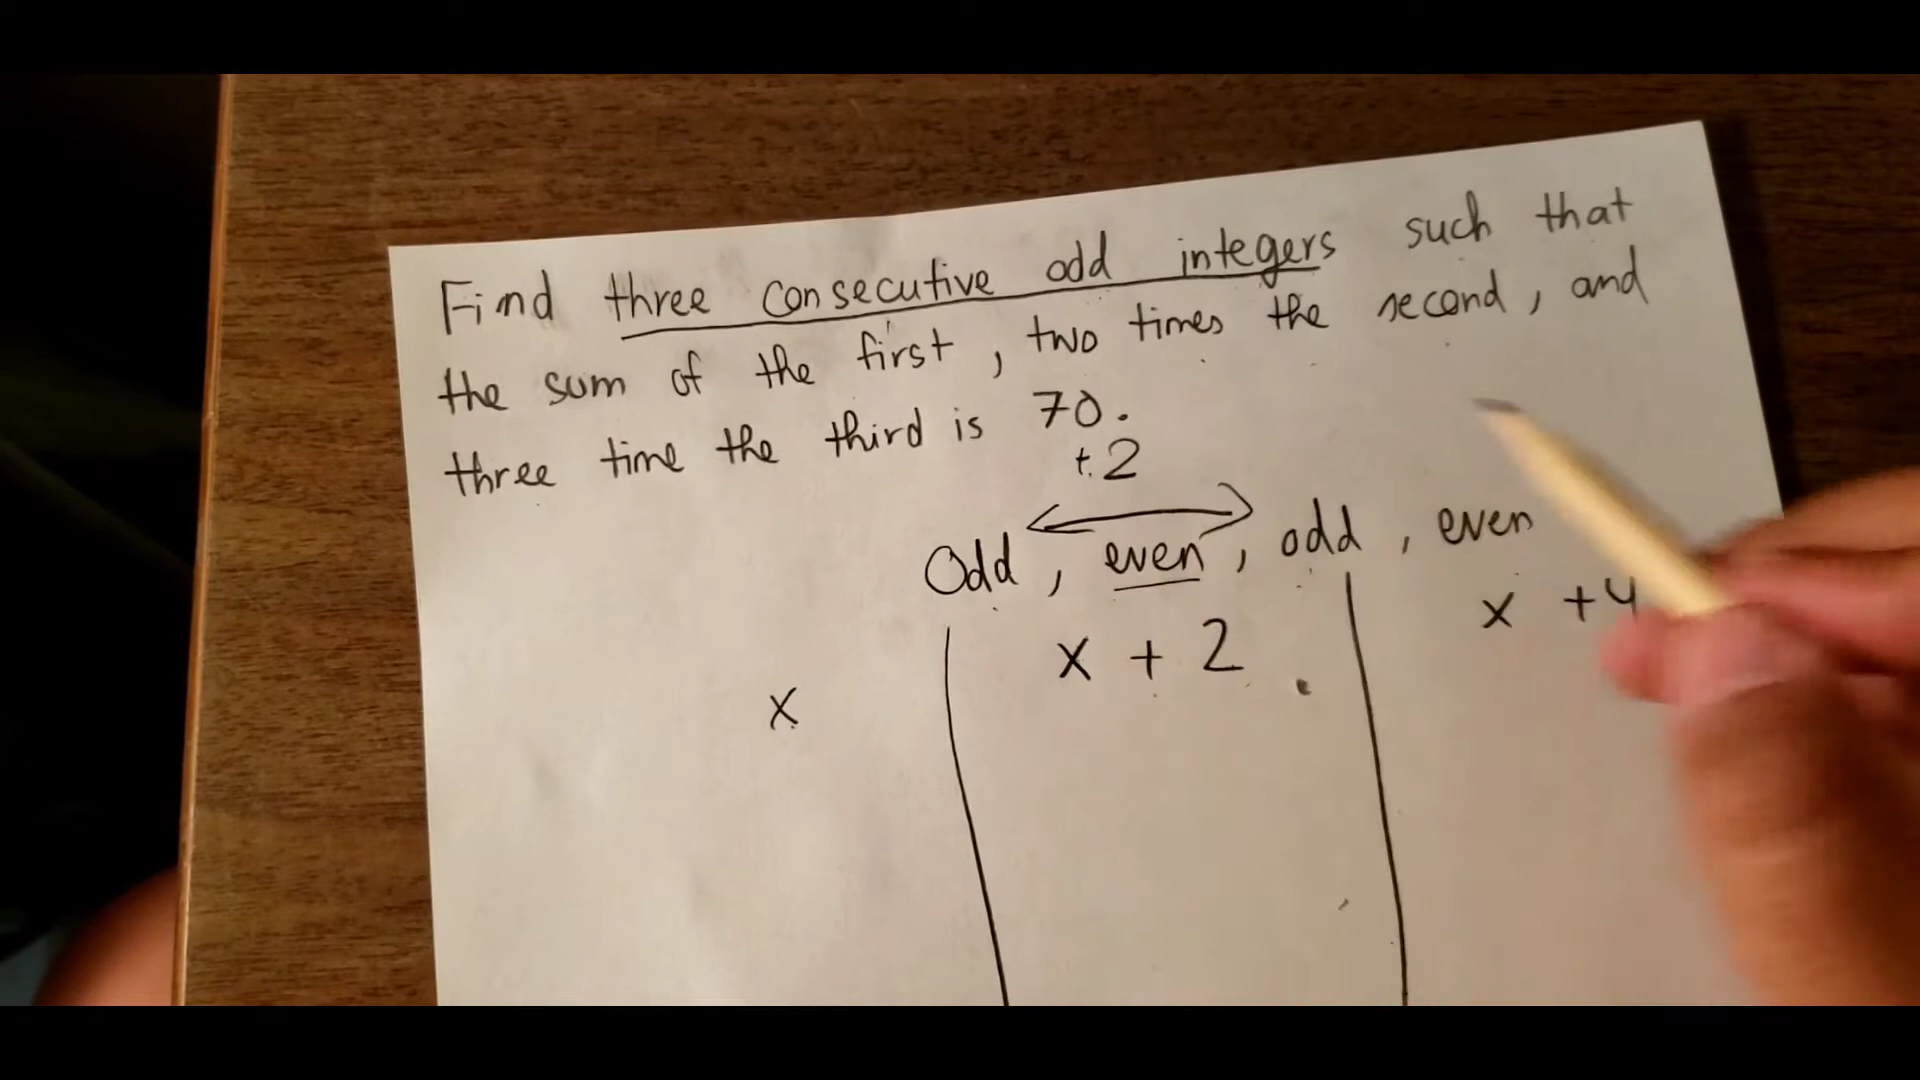 Find three consecutive odd integers such that
the sum of the first, two times the second, and
three time the third is 70.
+2
Odd, even, odd, even
x
x + 2
x + 4